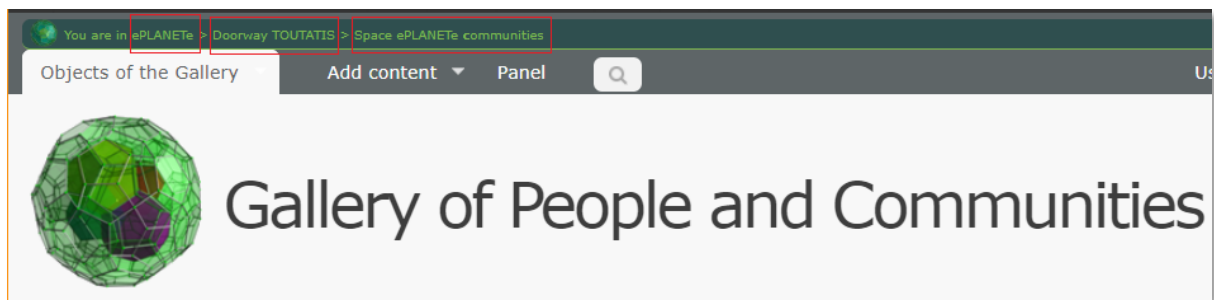 You are in ePLANETe > Doorway TOUTATIS > Space ePLANETe communities
Objects of the Gallery Add content Panel
Gallery of People and Communities